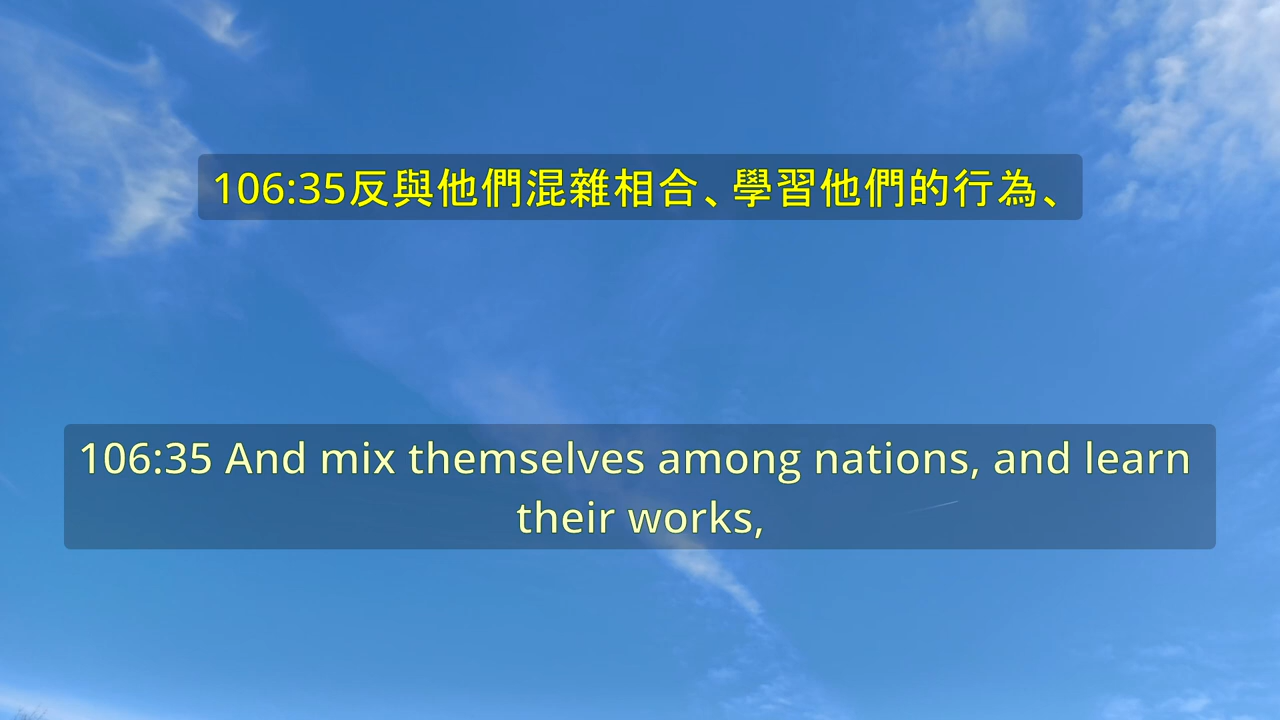 106:35反與他們混雜相合、學習他們的行為、
106:35 And mix themselves among nations, and learn
their works,